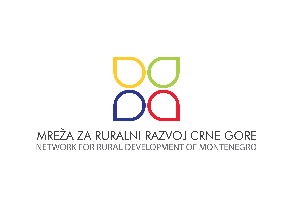 MREŽA ZA RURALNI RAZVOJ CRNE GORE
NETWORK FOR RURAL DEVELOPMENT OF MONTENEGRO